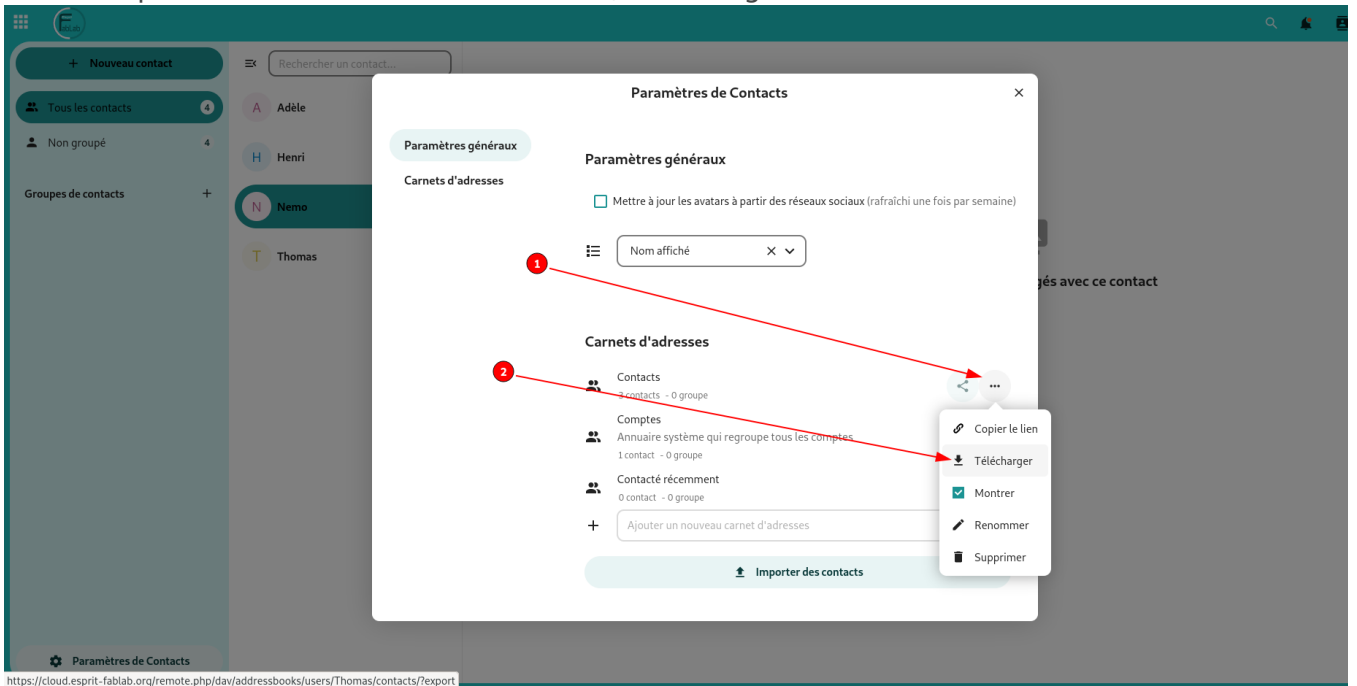 FABLAB
+ Nouveau contact
Rechercher un contact...
Tous les contacts 4
Non groupé 4
Groupes de contacts +
A Adèle
H Henri
N Nemo
T Thomas
Paramètres de Contacts
Paramètres généraux
Carnets d'adresses
Paramètres généraux
Mettre à jour les avatars à partir des réseaux sociaux (rafraîchi une fois par semaine)
Nom affiché
1
gés avec ce contact
Carnets d'adresses
2
Contacts
3 contacts - 0 groupe
Comptes
Annuaire système qui regroupe tous les comptes
1 contact - 0 groupe
Contacté récemment
0 contact - 0 groupe
+ Ajouter un nouveau carnet d'adresses
Importer des contacts
Copier le lien
Télécharger
Montrer
Renommer
Supprimer
Paramètres de Contacts
https://cloud.esprit-fablab.org/remote.php/dav/addressbooks/users/Thomas/contacts/?export